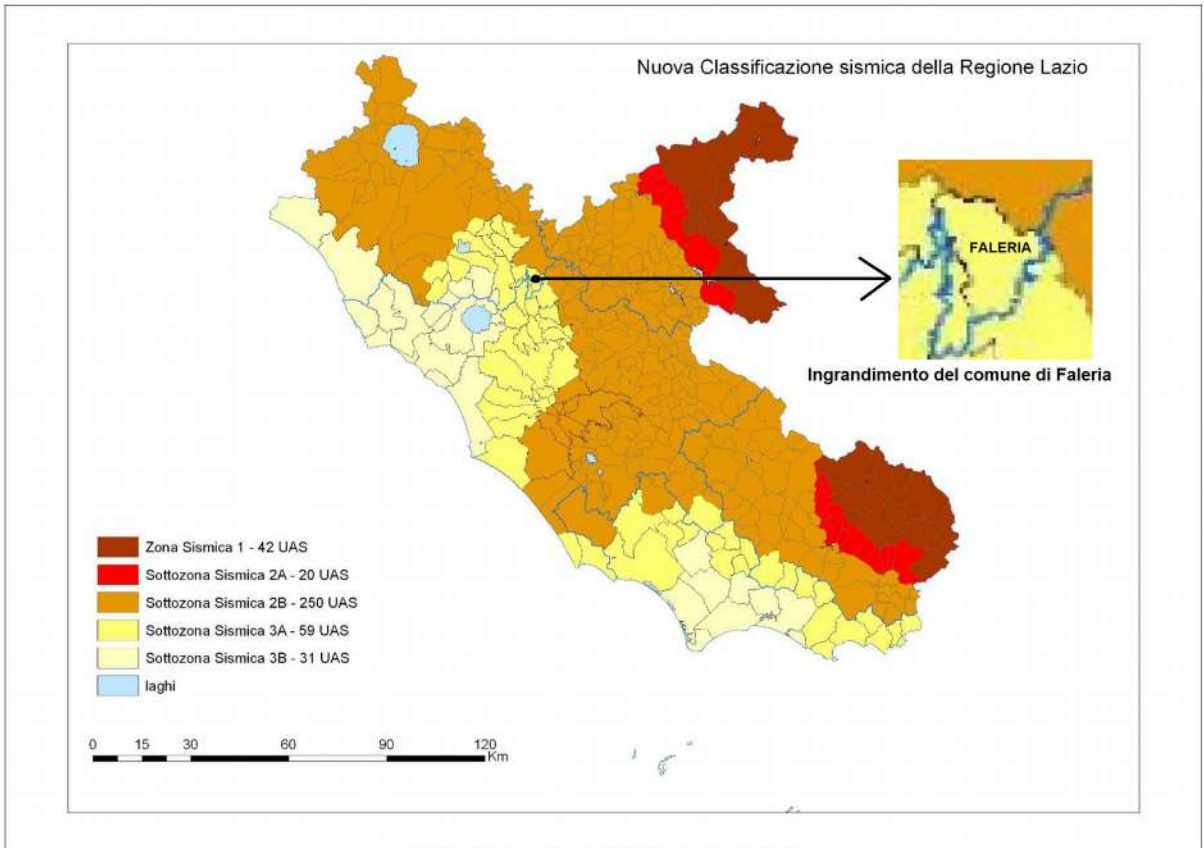 Nuova Classificazione sismica della Regione Lazio
FALERIA
Ingrandimento del comune di Faleria
Zona Sismica 1 - 42 UAS
Sottozona Sismica 2A - 20 UAS
Sottozona Sismica 2B - 250 UAS
Sottozona Sismica 3A - 59 UAS
Sottozona Sismica 3B - 31 UAS
laghi
0 15 30 60 90 120
Km